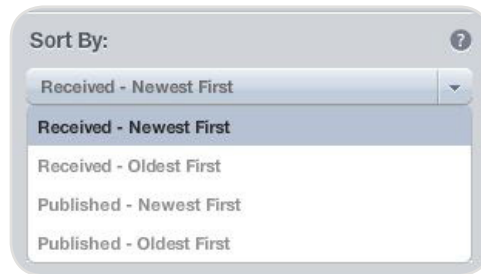 Sort By: ?
Received - Newest First
Received - Newest First
Received - Oldest First
Published - Newest First
Published - Oldest First